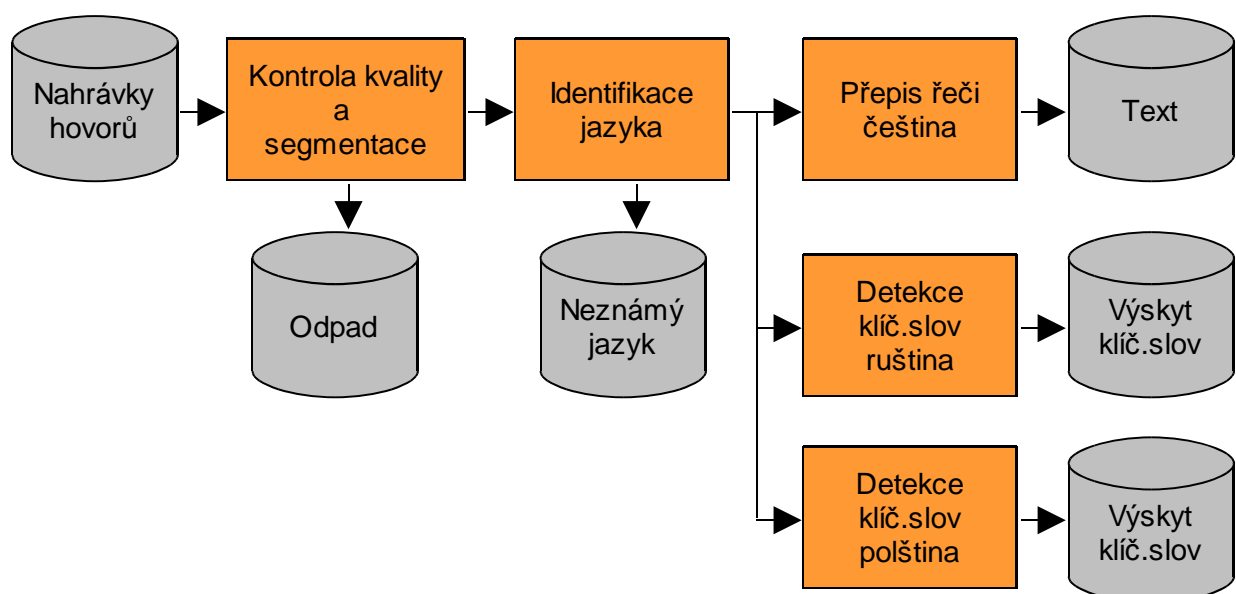 Nahrávky
hovorů
Kontrola kvality
a
segmentace
Identifikace
jazyka
Přepis řeči
čeština
Text
Odpad
Neznámý
jazyk
Detekce
klíč.slov
ruština
Výskyt
klíč.slov
Detekce
klíč.slov
polština
Výskyt
klíč.slov